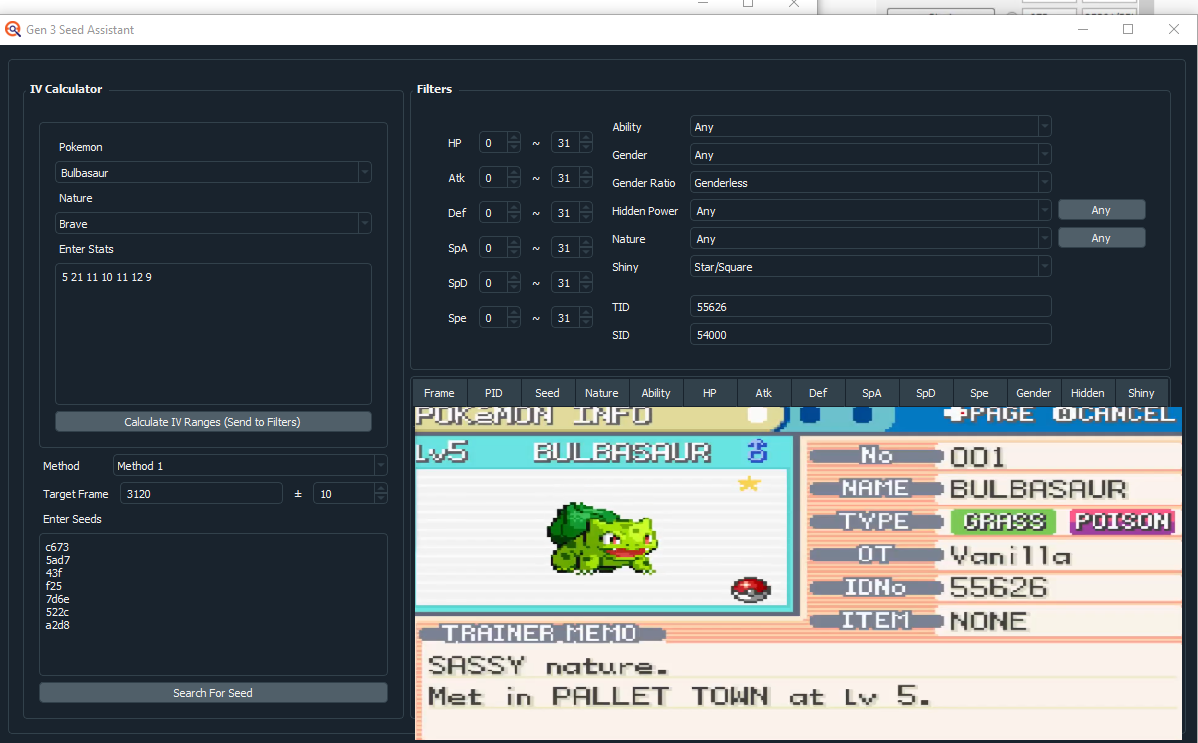 Gen 3 Seed Assistant
IV Calculator
Pokemon
Bulbasaur
Nature
Brave
Enter Stats
5 21 11 10 11 12 9
Calculate IV Ranges (Send to Filters)
Method Method 1
Target Frame 3120 ± 10
Enter Seeds
c673
5ad7
43f
f25
7d6e
522c
a2d8
Search For Seed
Filters
HP 0 ~ 31
Atk 0 ~ 31
Def 0 ~ 31
SpA 0 ~ 31
SpD 0 ~ 31
Spe 0 ~ 31
Ability Any
Gender Any
Gender Ratio Genderless
Hidden Power Any Any
Nature Any Any
Shiny Star/Square
TID 55626
SID 54000
Frame PID Seed Nature Ability HP Atk Def SpA SpD Spe Gender Hidden Shiny
POKéMON INFO PAGE CANCEL
Lv5 BULBASAUR ♂
No 001
NAME BULBASAUR
TYPE GRASS POISON
OT Vanilla
IDNo 55626
ITEM NONE
TRAINER MEMO
SASSY nature.
Met in PALLET TOWN at Lv 5.